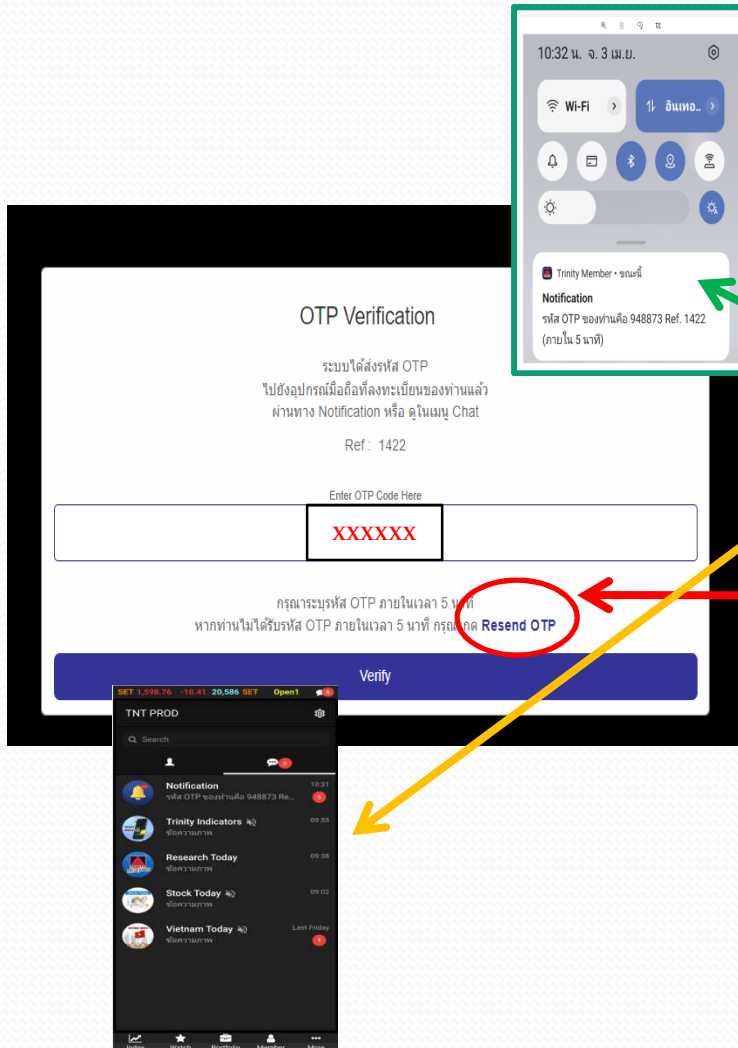 10:32 น. จ. 3 เม.ย.
Wi-Fi
อินเทอ..
Trinity Member • ขณะนี้
Notification
รหัส OTP ของท่านคือ 948873 Ref. 1422
(ภายใน 5 นาที)
OTP Verification
ระบบได้ส่งรหัส OTP
ไปยังอุปกรณ์มือถือที่ลงทะเบียนของท่านแล้ว
ผ่านทาง Notification หรือ ดูในเมนู Chat
Ref : 1422
Enter OTP Code Here
XXXXXX
กรุณาระบุรหัส OTP ภายในเวลา 5 นาที
หากท่านไม่ได้รับรหัส OTP ภายในเวลา 5 นาที กรุณากด Resend OTP
Verify
SET 1,598.76 -10.41 20,586 SET Open1 6
TNT PROD
Search
6
Notification 10:31
รหัส OTP ของท่านคือ 948873 Re... 5
Trinity Indicators 09:55
ข้อความภาพ
Research Today 09:38
ข้อความภาพ
Stock Today 09:02
ข้อความภาพ
Vietnam Today Last Friday
ข้อความภาพ 1
Index Watch Portfolio Member More